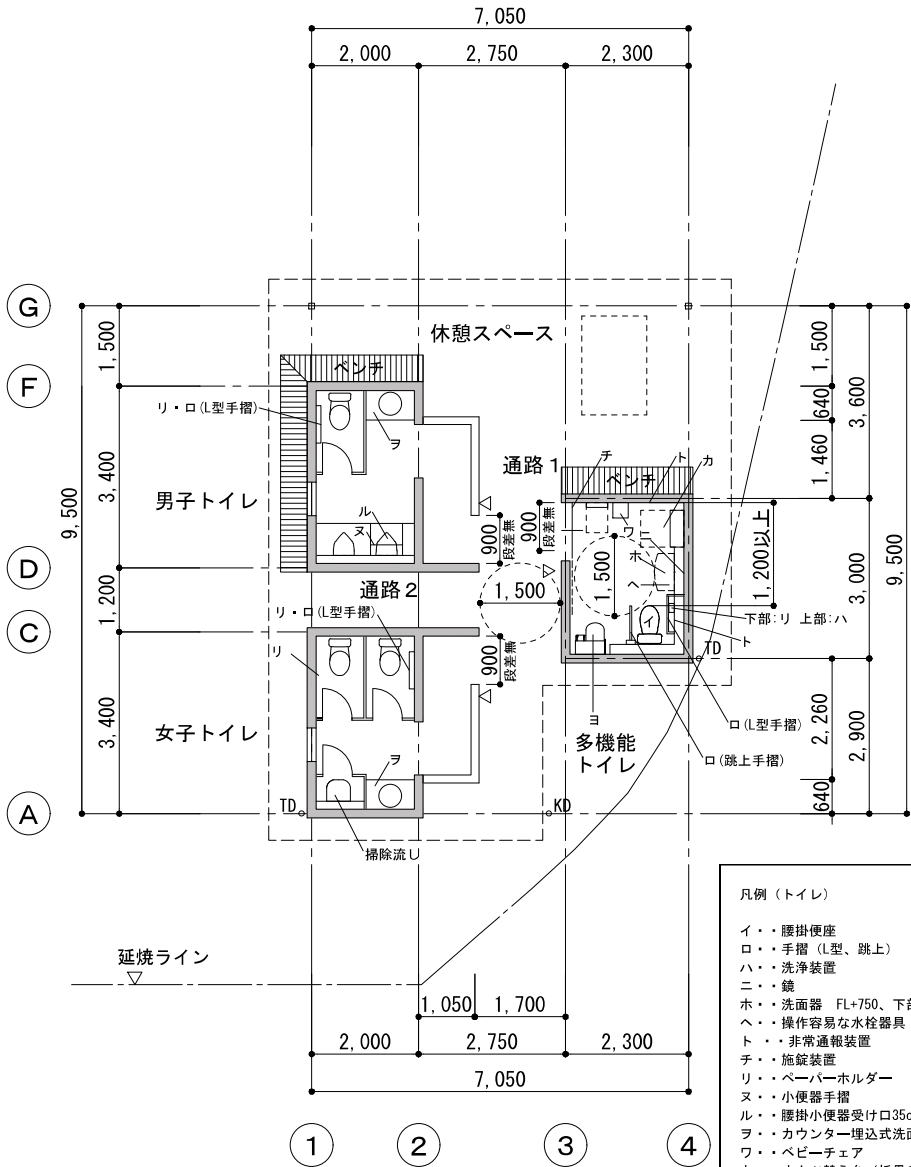 7,050
2,000 2,750 2,300
G
F
D
C
A
1,500
3,400
1,200
3,400
9,500
休憩スペース
ベンチ
リ・ロ(L型手摺)
ヲ
男子トイレ
ル
ヌ
通路1
チ
ト
カ
ベンチ
900
段差無
900
段差無
ワ
ニ
ホ
ヘ
1,500
1,200以上
通路2
1,500
リ・ロ(L型手摺)
リ
イ
下部:リ 上部:ハ
ト
TD
900
段差無
ロ(L型手摺)
ロ(跳上手摺)
ヨ
多機能
トイレ
女子トイレ
ヲ
TD
KD
掃除流し
1,500
640
1,460
3,600
3,000
2,260
640
2,900
9,500
延焼ライン
1,050 1,700
2,000 2,750 2,300
7,050
1 2 3 4
凡例(トイレ)
イ・・腰掛便座
ロ・・手摺(L型、跳上)
ハ・・洗浄装置
ニ・・鏡
ホ・・洗面器 FL+750、下部
ヘ・・操作容易な水栓器具
ト・・非常通報装置
チ・・施錠装置
リ・・ペーパーホルダー
ヌ・・小便器手摺
ル・・腰掛小便器受け口35c
ヲ・・カウンター埋込式洗面
ワ・・ベビーチェア